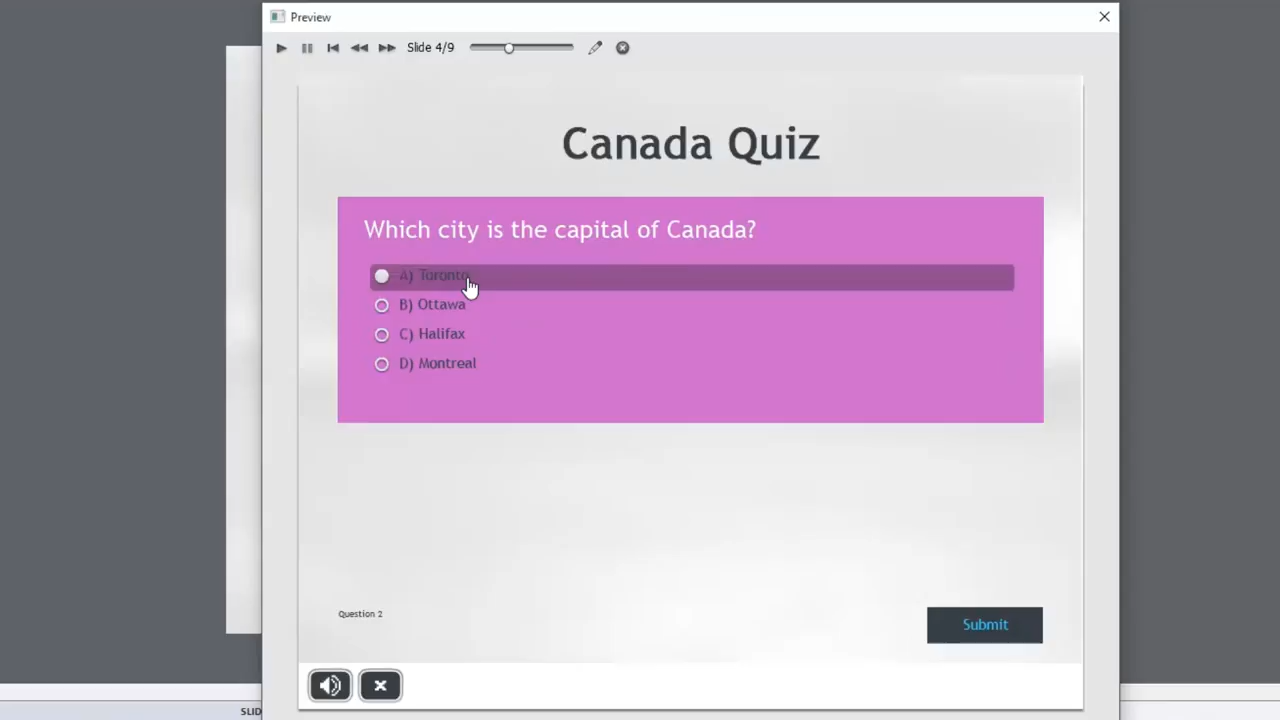 Preview
Slide 4/9
Canada Quiz
Which city is the capital of Canada?
A) Toronto
B) Ottawa
C) Halifax
D) Montreal
Question 2
Submit
SLID